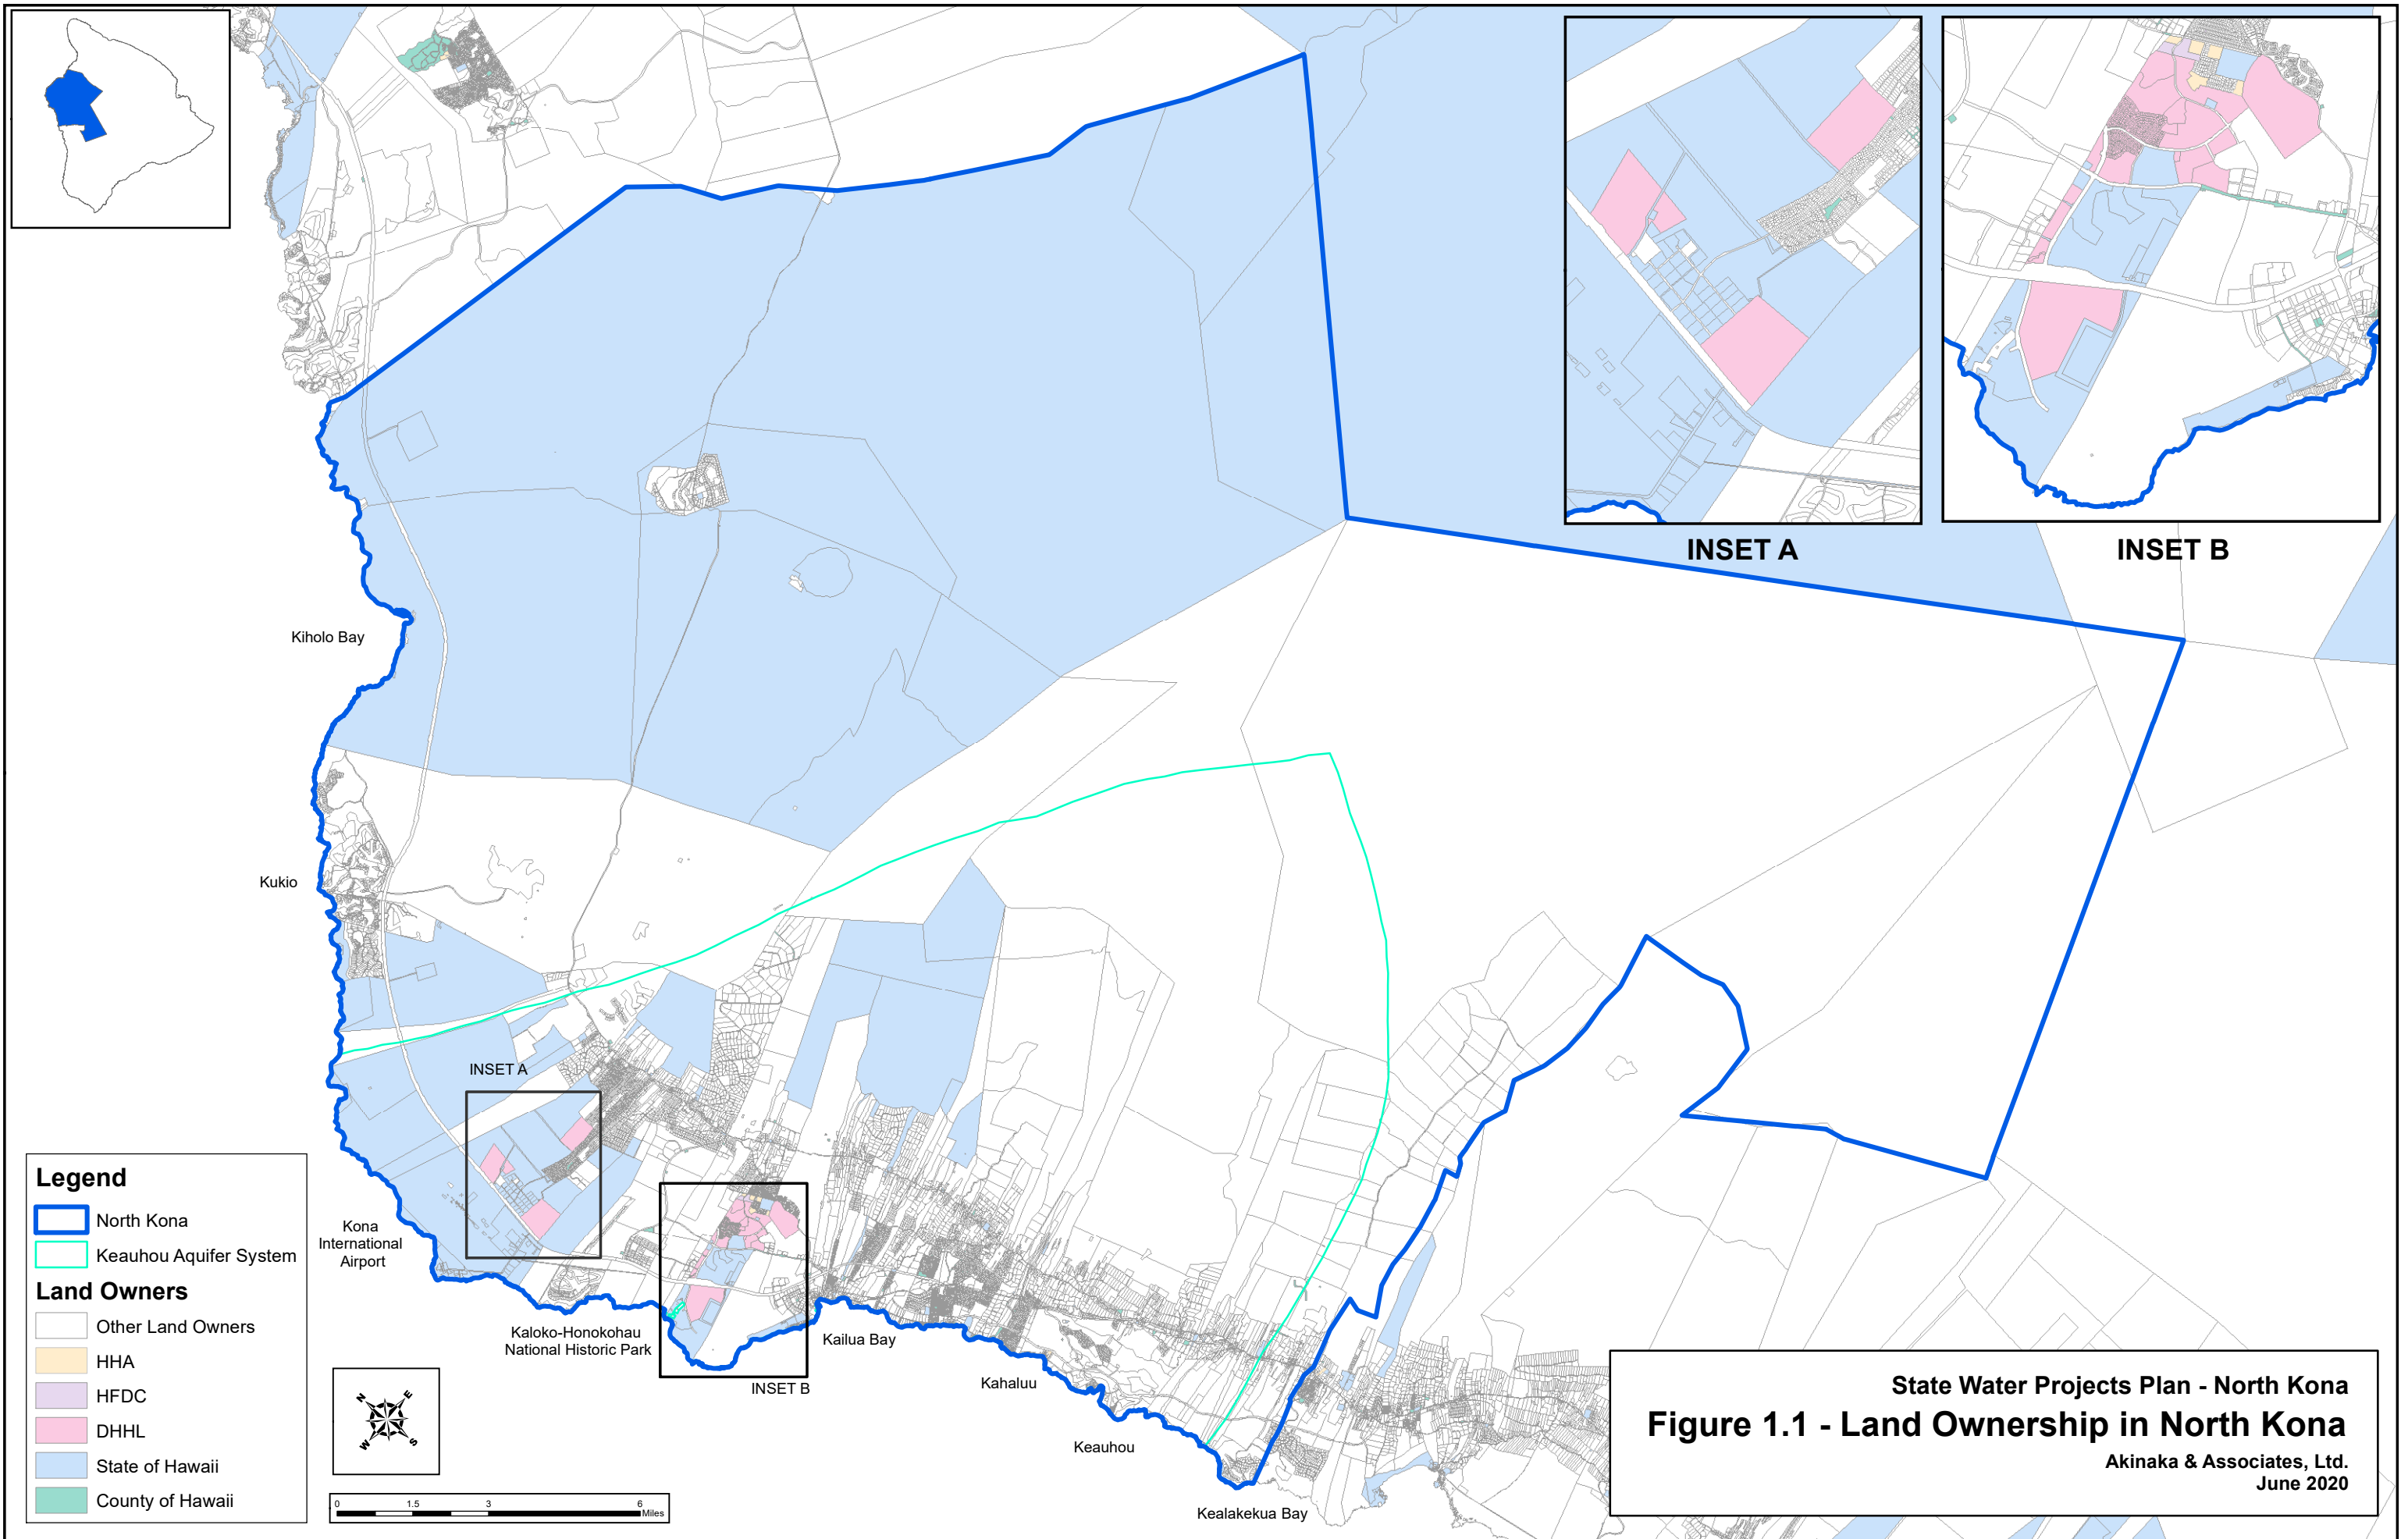 INSET A
INSET B
Kiholo Bay
Kukio
INSET A
Kona
International
Airport
Kaloko-Honokohau
National Historic Park
INSET B
Kailua Bay
Kahaluu
Keauhou
Kealakekua Bay
Legend
North Kona
Keauhou Aquifer System
Land Owners
Other Land Owners
HHA
HFDC
DHHL
State of Hawaii
County of Hawaii
N E
W S
0 1.5 3 6
Miles
State Water Projects Plan - North Kona
Figure 1.1 - Land Ownership in North Kona
Akinaka & Associates, Ltd.
June 2020